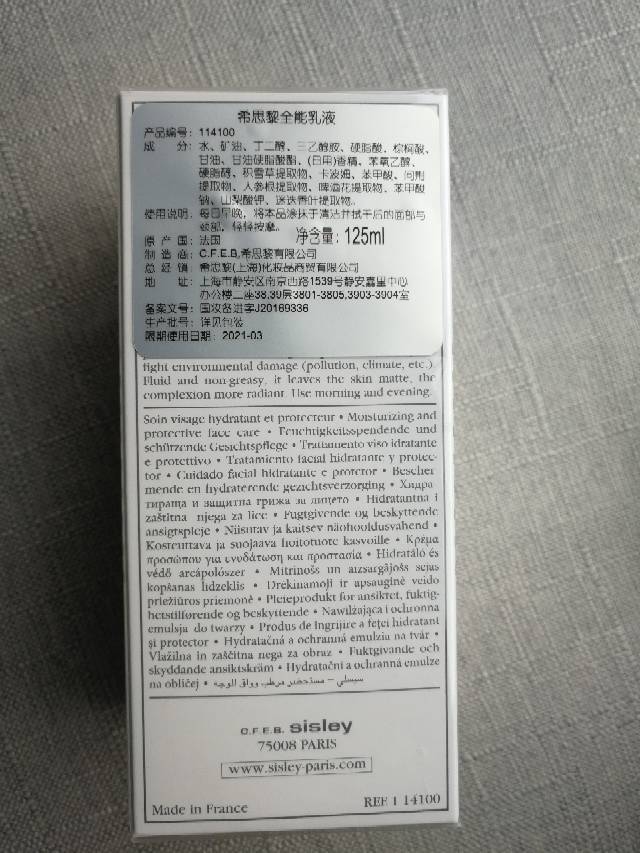 希思黎全能乳液
产品编号：114100
成　分：水、矿油、丁二醇、三乙醇胺、硬脂酸、棕榈酸、
甘油、甘油硬脂酸酯、(日用)香精、苯氧乙醇、
硬脂醇、积雪草提取物、卡波姆、苯甲酸、问荆
提取物、人参根提取物、啤酒花提取物、苯甲酸
钠、山梨酸钾、迷迭香叶提取物。
使用说明：每日早晚，将本品涂抹于清洁并拭干后的面部与
颈部，轻轻按摩。 净含量：125ml
原 产 国：法国
制 造 商：C.F.E.B.希思黎有限公司
总 经 销：希思黎(上海)化妆品商贸有限公司
地　址：上海市静安区南京西路1539号静安嘉里中心
办公楼二座38,39层3801-3805,3903-3904室
备案文号：国妆备进字J20169336
生产批号：详见包装
限期使用日期：2021-03
fight environmental damage (pollution, climate, etc.)
Fluid and non-greasy, it leaves the skin matte, the
complexion more radiant. Use morning and evening.
Soin visage hydratant et protecteur • Moisturizing and
protective face care • Feuchtigkeitsspendende und
schützende Gesichtspflege • Trattamento viso idratante
e protettivo • Tratamiento facial hidratante y protec-
tor • Cuidado facial hidratante e protetor • Bescher
mende en hydraterende gezichtsverzorging • Хидра
тираща и защитна грижа за лицето • Hidratantna i
zaštitna njega za lice • Fugtgivende og beskyttende
ansigtspleje • Niisutav ja kaitsev näohooldusvahend •
Kosteuttava ja suojaava hoitotuote kasvoille • Κρέμα
προσώπου για ενυδάτωση και προστασία • Hidratáló és
védő arcápolószer • Mitrinošs un aizsargājošs sejas
kopšanas līdzeklis • Drėkinamoji ir apsauginė veido
priežiūros priemonė • Pleieprodukt for ansiktet, fuktig-
hetstilførende og beskyttende • Nawilżająca i ochronna
emulsja do twarzy • Produs de îngrijire a feței hidratant
și protector • Hydratačná a ochranná emulzia na tvár •
Vlažilna in zaščitna nega za obraz • Fuktgivande och
skyddande ansiktskräm • Hydratační a ochranná emulze
na obličej • سيسلي – مستحضر مرطب وواق للوجه
C.F.E.B. sisley
75008 PARIS
www.sisley-paris.com
Made in France REF. 1 14100